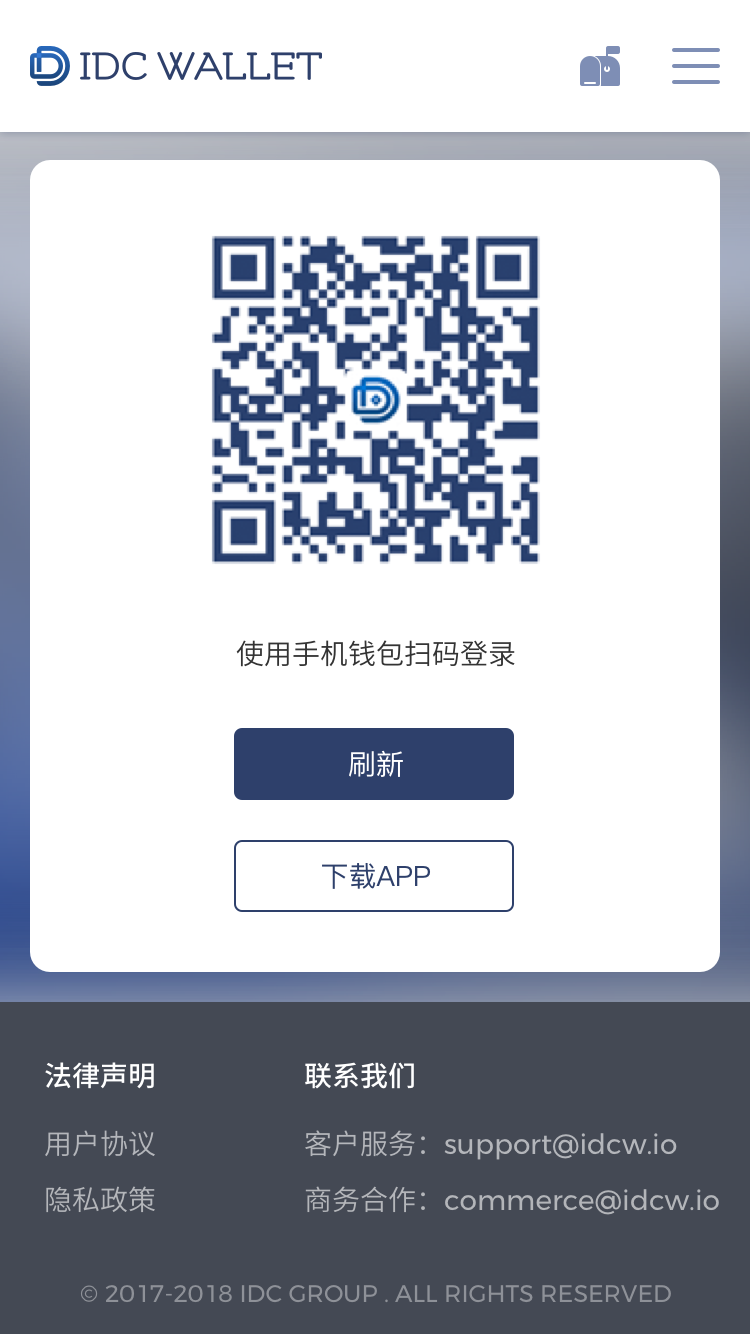 IDC WALLET
使用手机钱包扫码登录
刷新
下载APP
法律声明
联系我们
用户协议
客户服务：support@idcw.io
隐私政策
商务合作：commerce@idcw.io
© 2017-2018 IDC GROUP . ALL RIGHTS RESERVED